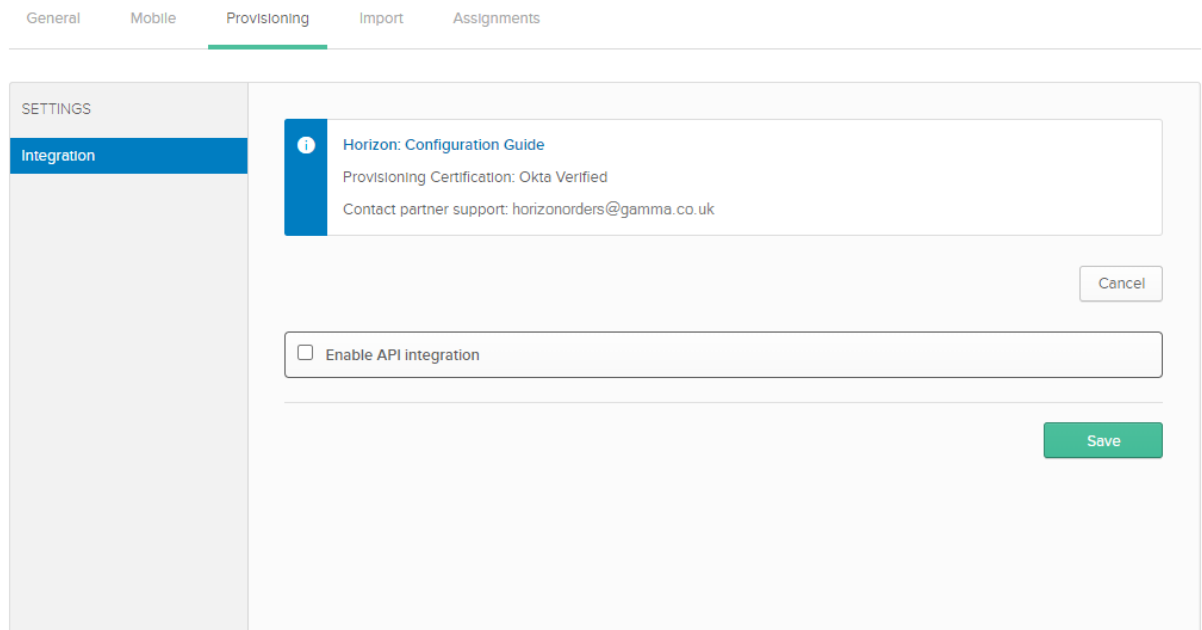 General Mobile Provisioning Import Assignments
SETTINGS
Integration
Horizon: Configuration Guide
Provisioning Certification: Okta Verified
Contact partner support: horizonorders@gamma.co.uk
Cancel
Enable API integration
Save